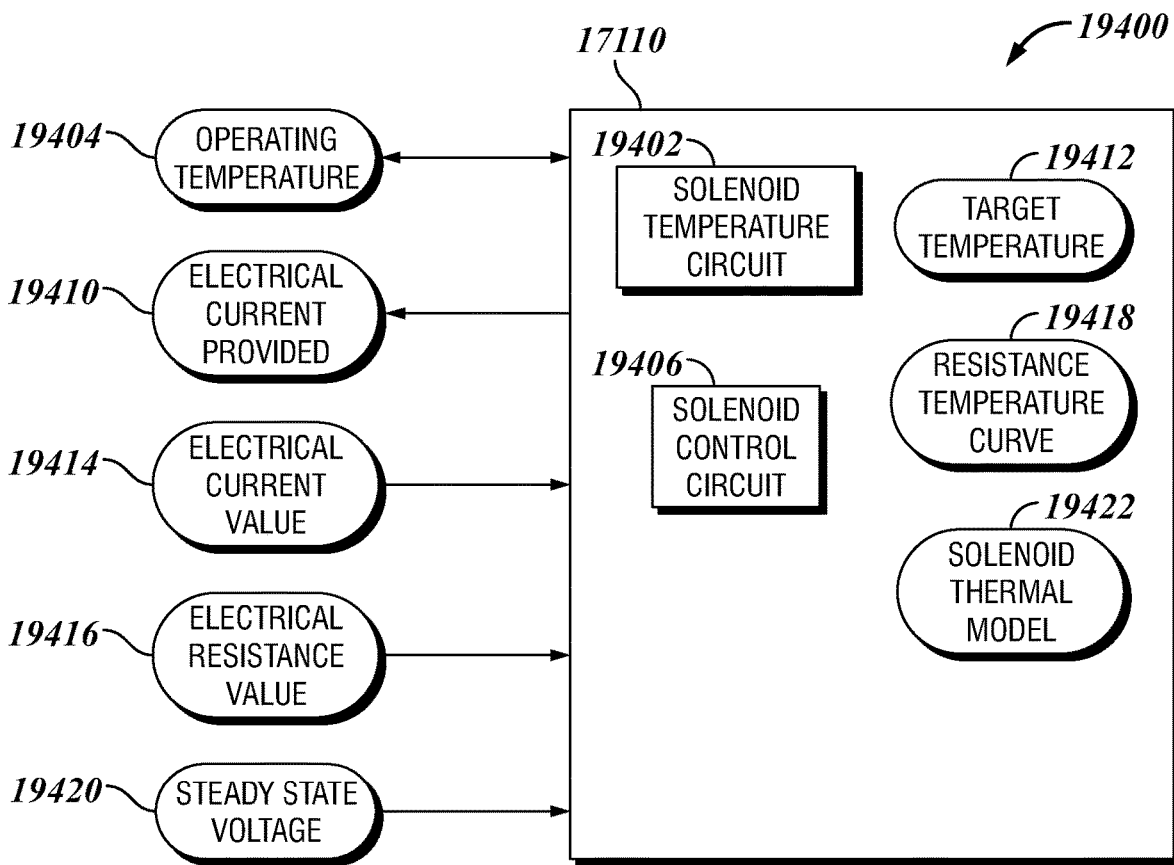 19400
17110
19404
OPERATING
TEMPERATURE
19410
ELECTRICAL
CURRENT
PROVIDED
19414
ELECTRICAL
CURRENT
VALUE
19416
ELECTRICAL
RESISTANCE
VALUE
19420
STEADY STATE
VOLTAGE
19402
SOLENOID
TEMPERATURE
CIRCUIT
19406
SOLENOID
CONTROL
CIRCUIT
19412
TARGET
TEMPERATURE
19418
RESISTANCE
TEMPERATURE
CURVE
19422
SOLENOID
THERMAL
MODEL